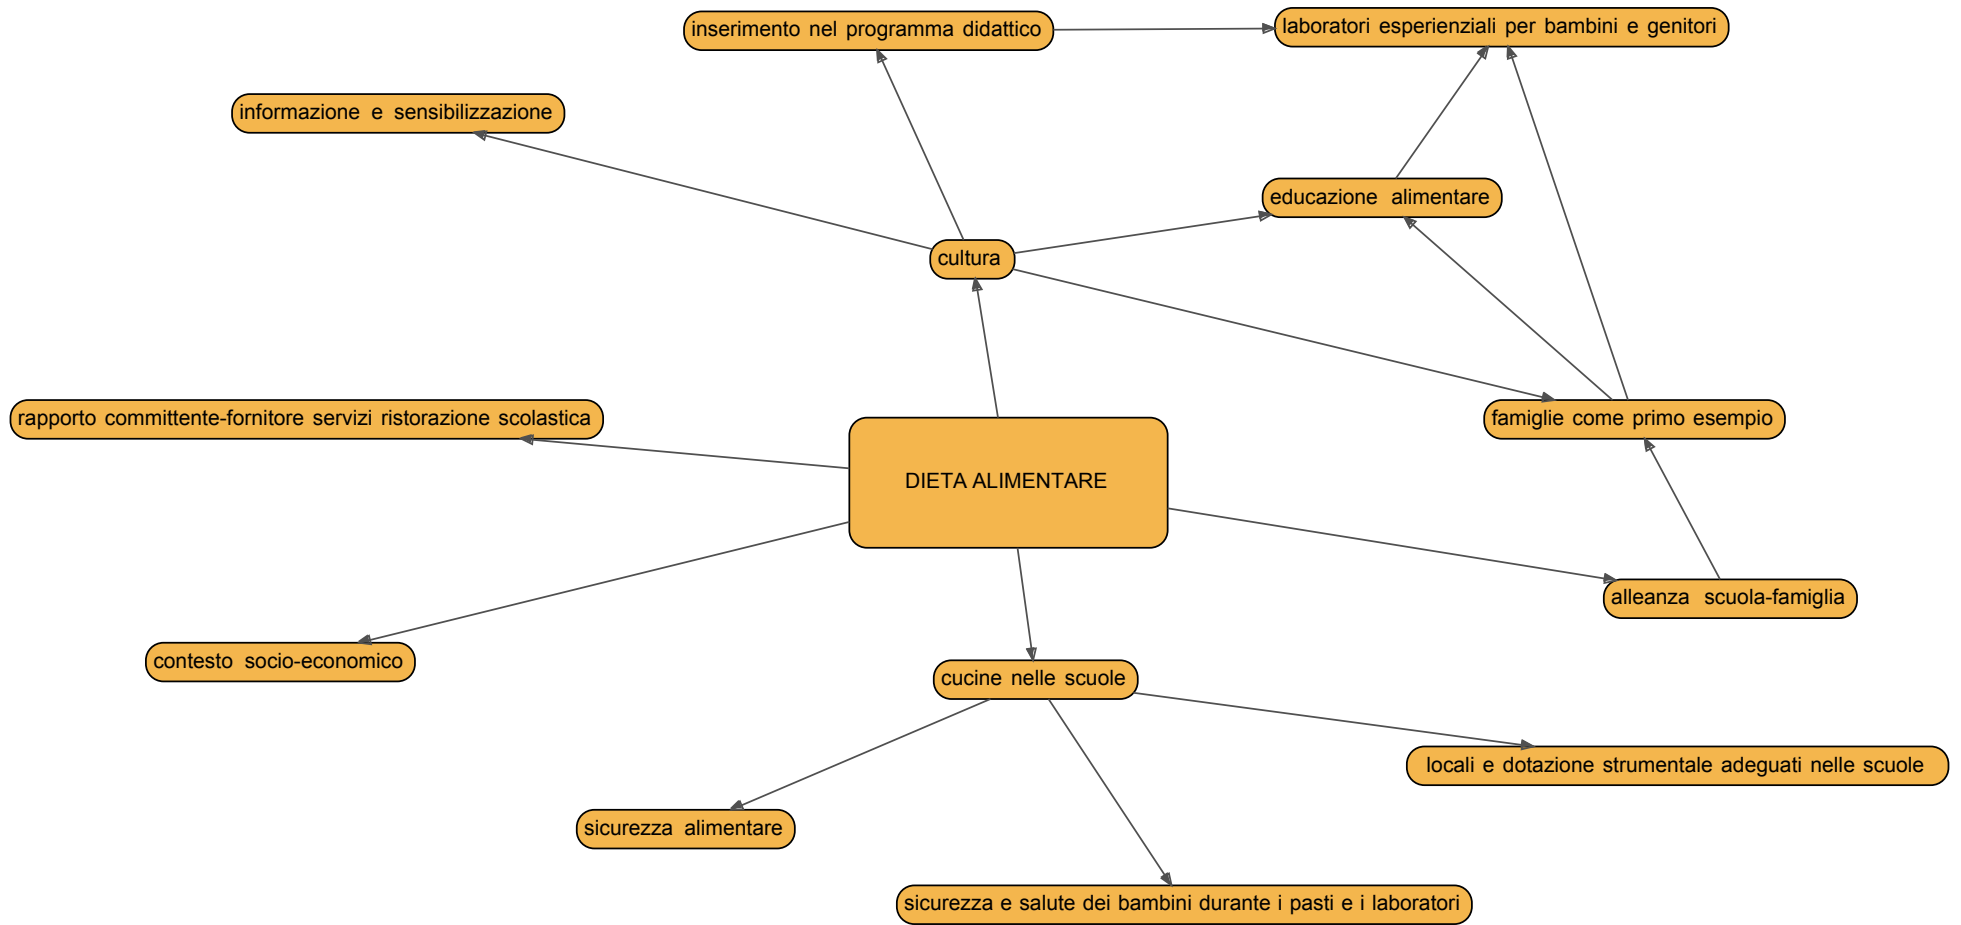 inserimento nel programma didattico
laboratori esperienziali per bambini e genitori
informazione e sensibilizzazione
educazione alimentare
cultura
rapporto committente-fornitore servizi ristorazione scolastica
famiglie come primo esempio
DIETA ALIMENTARE
alleanza scuola-famiglia
contesto socio-economico
cucine nelle scuole
locali e dotazione strumentale adeguati nelle scuole
sicurezza alimentare
sicurezza e salute dei bambini durante i pasti e i laboratori